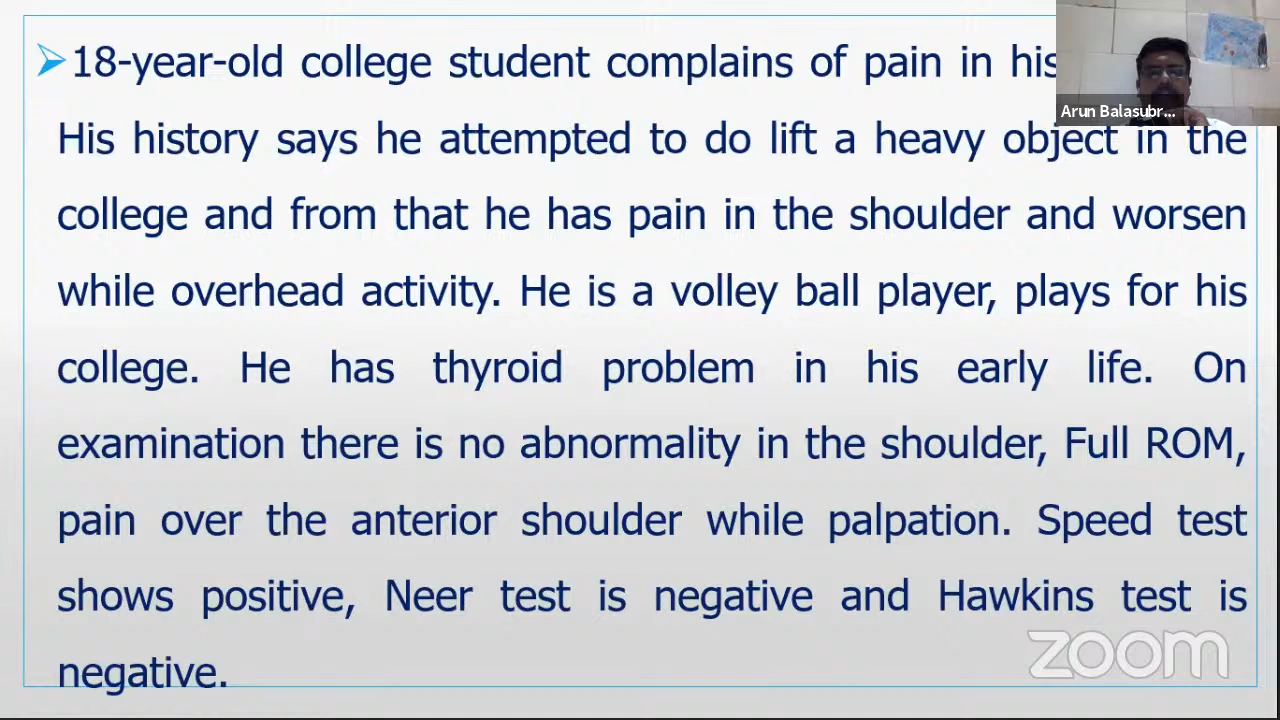 18-year-old college student complains of pain in his
Arun Balasubr...
His history says he attempted to do lift a heavy object in the
college and from that he has pain in the shoulder and worsen
while overhead activity. He is a volley ball player, plays for his
college. He has thyroid problem in his early life. On
examination there is no abnormality in the shoulder, Full ROM,
pain over the anterior shoulder while palpation. Speed test
shows positive, Neer test is negative and Hawkins test is
negative.
zoom